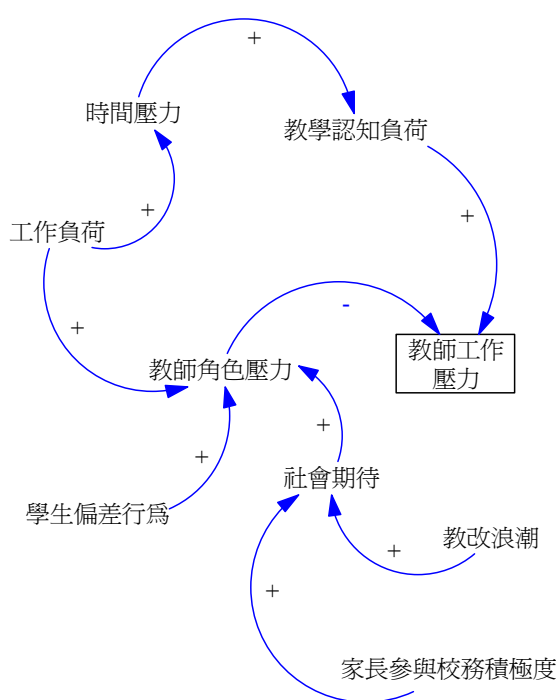 +
時間壓力
教學認知負荷
+
+
工作負荷
+
-
教師工作
壓力
教師角色壓力
+
+
社會期待
學生偏差行為
教改浪潮
+
+
家長參與校務積極度